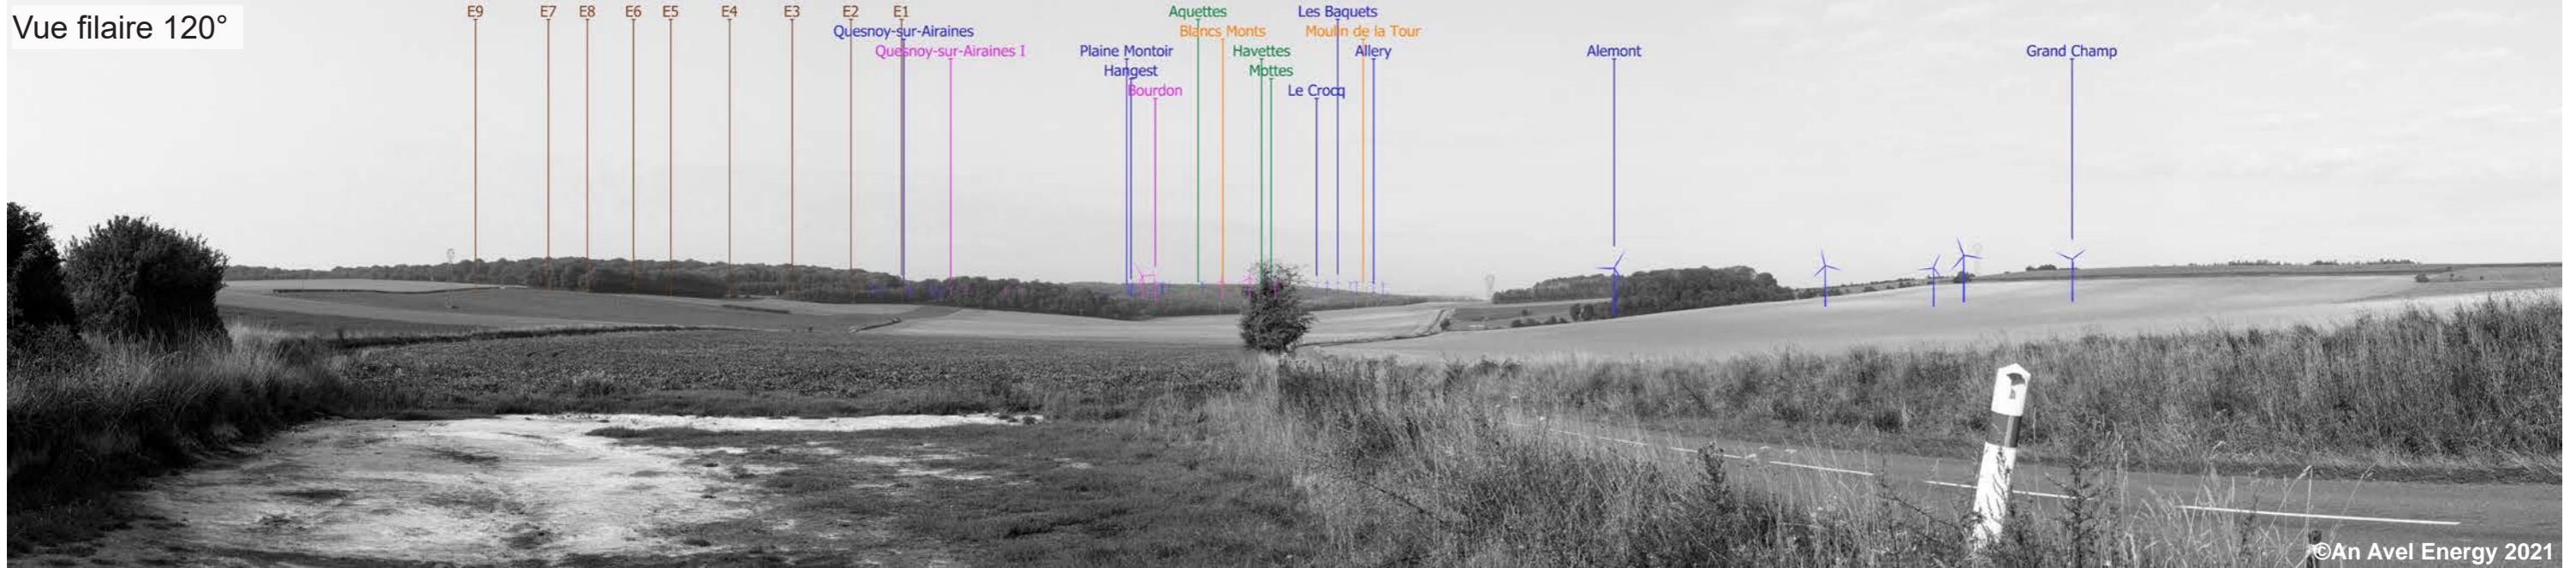 Vue filaire 120°
E9 E7 E8 E6 E5 E4 E3 E2 E1 Aquettes Les Baquets
Quesnoy-sur-Airaines Blancs Monts Moulin de la Tour
Quesnoy-sur-Airaines I Plaine Montoir Havettes Allery Alemont Grand Champ
Hangest Mottes
Bourdon Le Crocq
©An Avel Energy 2021